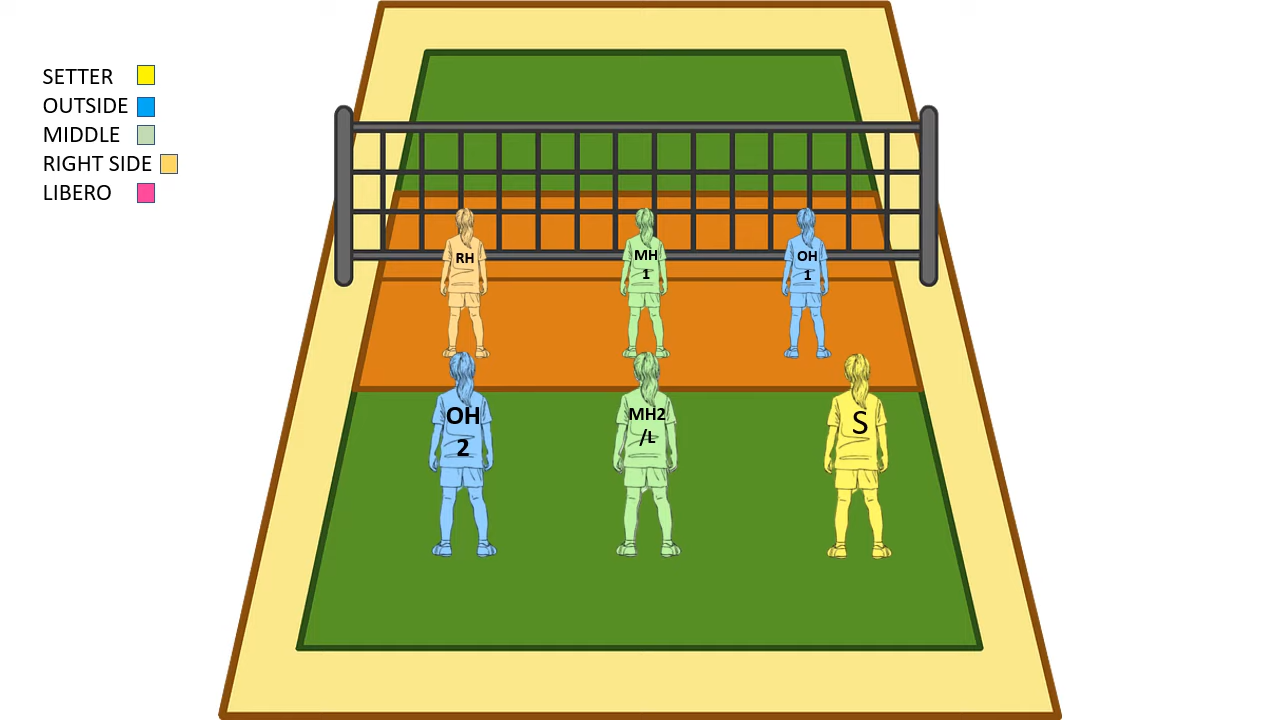 SETTER
OUTSIDE
MIDDLE
RIGHT SIDE
LIBERO
RH
MH
1
OH
1
OH
2
MH2
/L
S